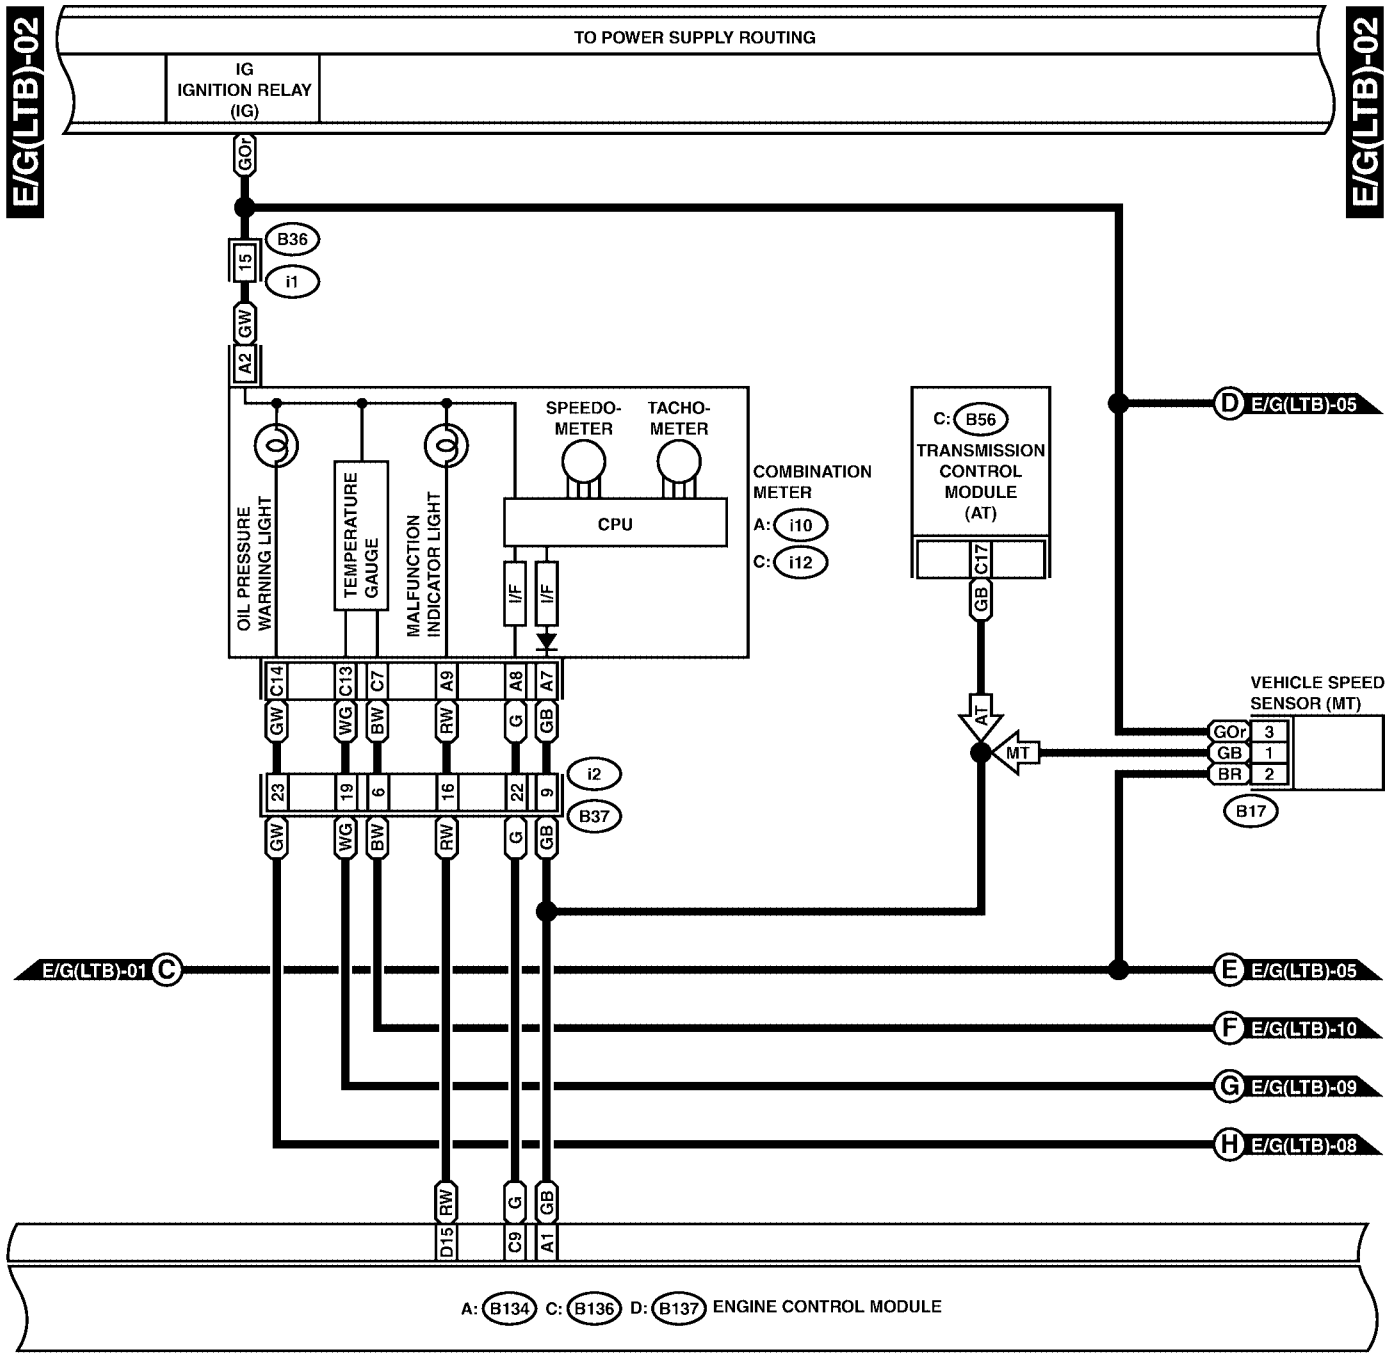 E/G(LTB)-02
TO POWER SUPPLY ROUTING
E/G(LTB)-02
IG
IGNITION RELAY
(IG)
GOr
B36
15
i1
GW
A2
D E/G(LTB)-05
SPEEDO-
METER
TACHO-
METER
C: B56
TRANSMISSION
CONTROL
MODULE
(AT)
COMBINATION
METER
A: i10
C: i12
OIL PRESSURE
WARNING LIGHT
TEMPERATURE
GAUGE
MALFUNCTION
INDICATOR LIGHT
CPU
I/F I/F
C17
GB
C14 C13 C7 A9 A8 A7
GW WG BW RW G GB
AT
MT
VEHICLE SPEED
SENSOR (MT)
GOr 3
GB 1
BR 2
B17
i2
23 19 6 16 22 9
B37
GW WG BW RW G GB
E/G(LTB)-01 C
E E/G(LTB)-05
F E/G(LTB)-10
G E/G(LTB)-09
H E/G(LTB)-08
RW G GB
D15 C9 A1
A: B134 C: B136 D: B137 ENGINE CONTROL MODULE